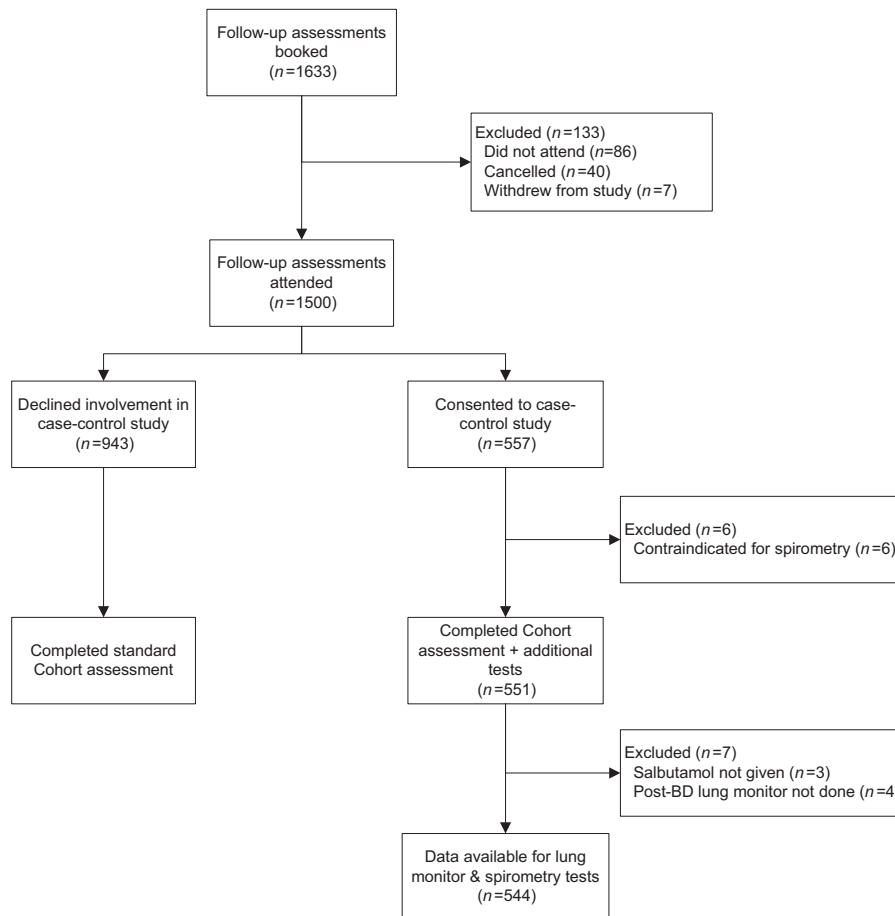 Follow-up assessments
booked
(n=1633)
Excluded (n=133)
Did not attend (n=86)
Cancelled (n=40)
Withdrew from study (n=7)
Follow-up assessments
attended
(n=1500)
Declined involvement in
case-control study
(n=943)
Consented to case-
control study
(n=557)
Excluded (n=6)
Contraindicated for spirometry (n=6)
Completed standard
Cohort assessment
Completed Cohort
assessment + additional
tests
(n=551)
Excluded (n=7)
Salbutamol not given (n=3)
Post-BD lung monitor not done (n=4
Data available for lung
monitor & spirometry tests
(n=544)